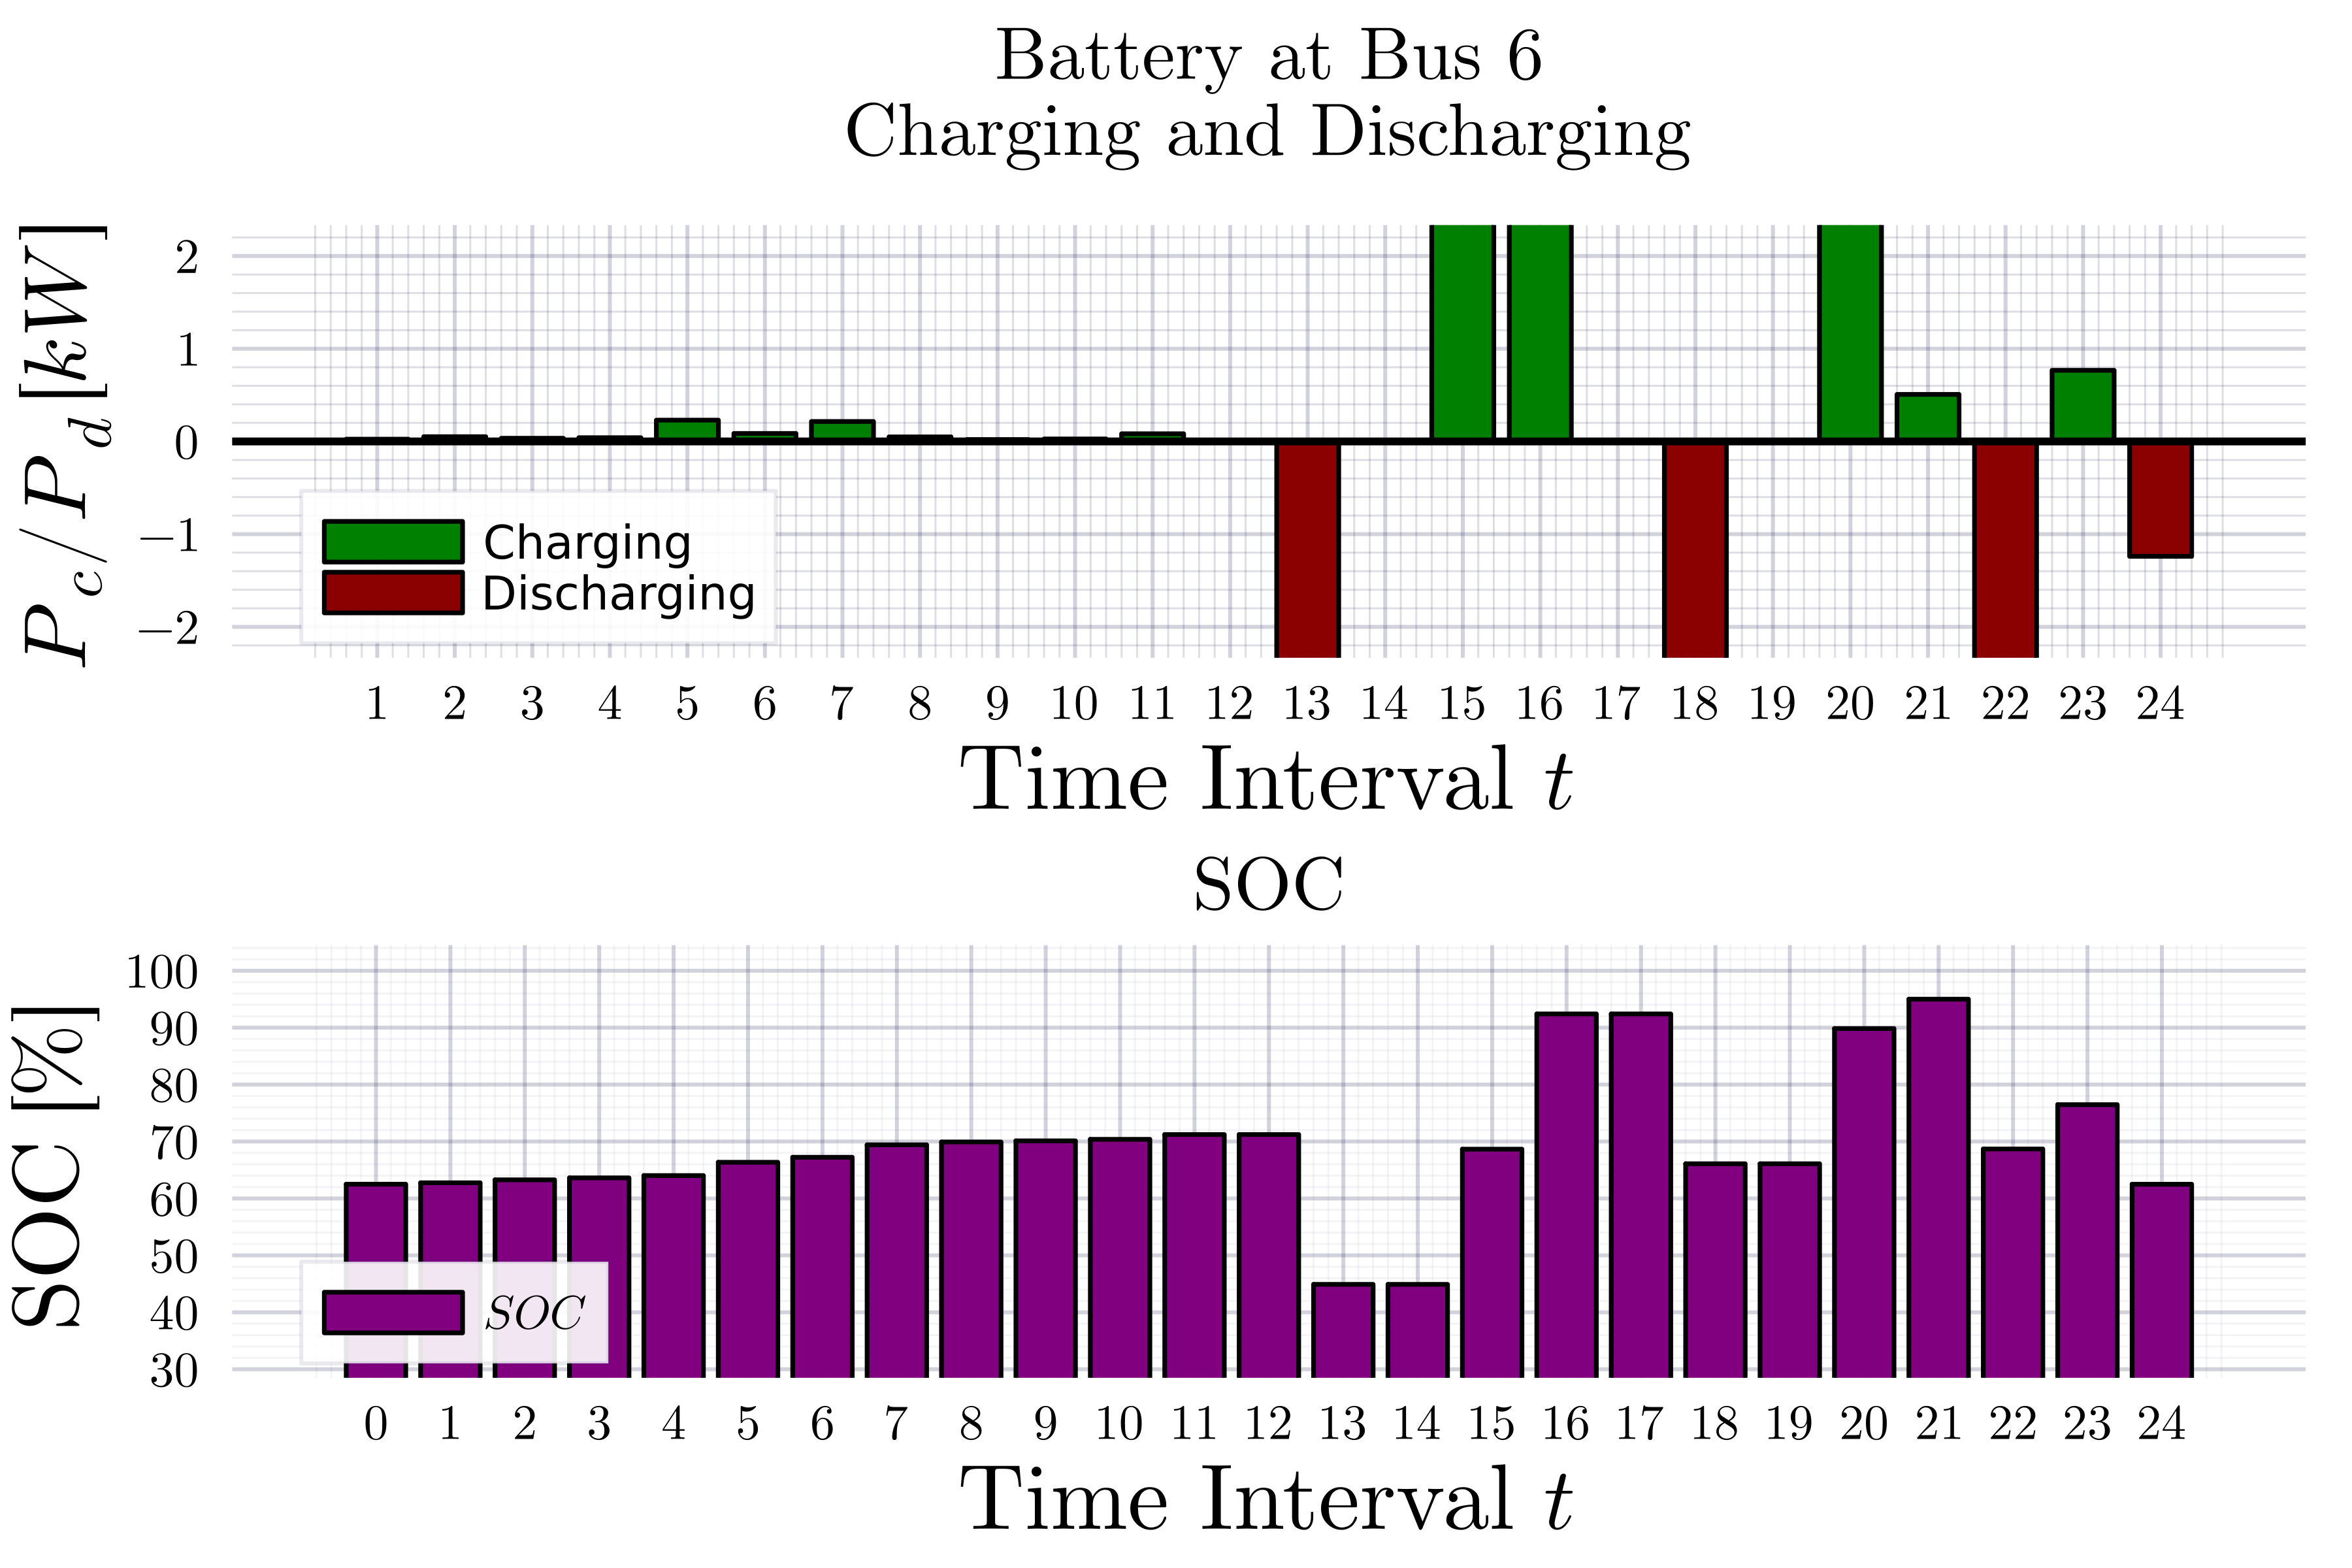 Battery at Bus 6
Charging and Discharging
P_c/P_d [kW]
2
1
0
−1
−2
Charging
Discharging
1 2 3 4 5 6 7 8 9 10 11 12 13 14 15 16 17 18 19 20 21 22 23 24
Time Interval t
SOC
SOC [%]
100
90
80
70
60
50
40
30
SOC
0 1 2 3 4 5 6 7 8 9 10 11 12 13 14 15 16 17 18 19 20 21 22 23 24
Time Interval t